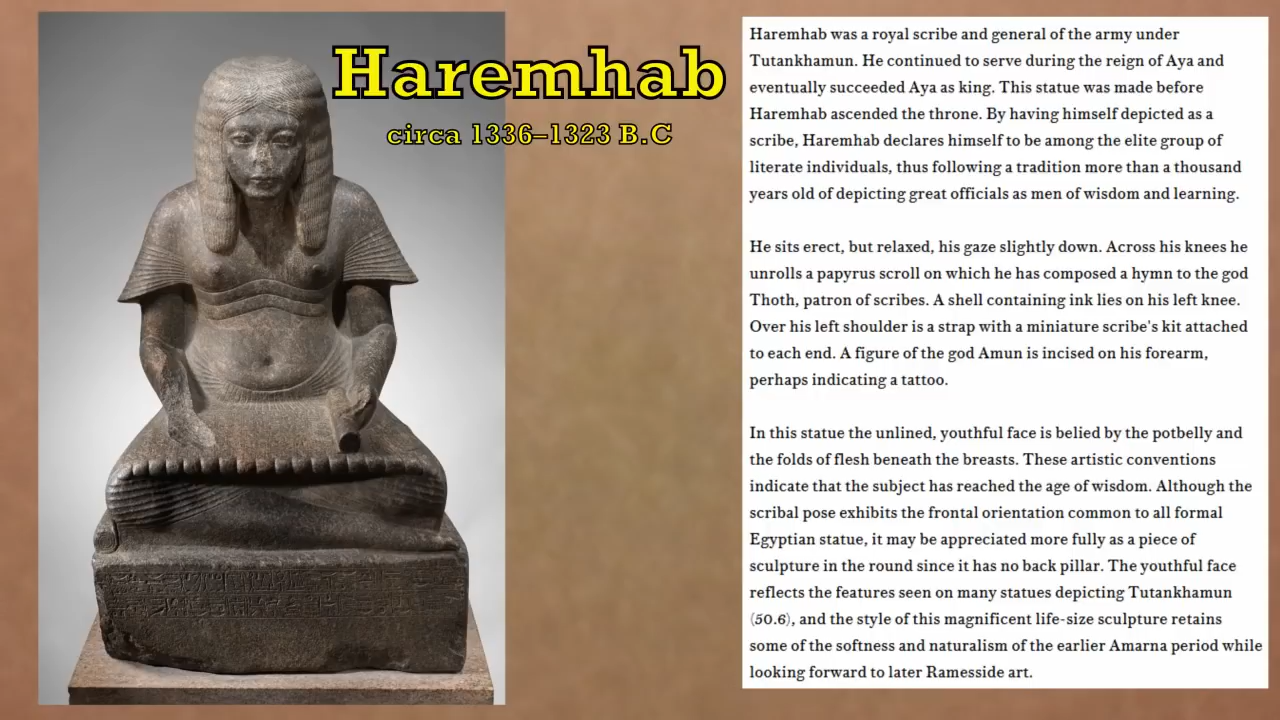 Haremhab
circa 1336–1323 B.C
Haremhab was a royal scribe and general of the army under
Tutankhamun. He continued to serve during the reign of Aya and
eventually succeeded Aya as king. This statue was made before
Haremhab ascended the throne. By having himself depicted as a
scribe, Haremhab declares himself to be among the elite group of
literate individuals, thus following a tradition more than a thousand
years old of depicting great officials as men of wisdom and learning.
He sits erect, but relaxed, his gaze slightly down. Across his knees he
unrolls a papyrus scroll on which he has composed a hymn to the god
Thoth, patron of scribes. A shell containing ink lies on his left knee.
Over his left shoulder is a strap with a miniature scribe's kit attached
to each end. A figure of the god Amun is incised on his forearm,
perhaps indicating a tattoo.
In this statue the unlined, youthful face is belied by the potbelly and
the folds of flesh beneath the breasts. These artistic conventions
indicate that the subject has reached the age of wisdom. Although the
scribal pose exhibits the frontal orientation common to all formal
Egyptian statue, it may be appreciated more fully as a piece of
sculpture in the round since it has no back pillar. The youthful face
reflects the features seen on many statues depicting Tutankhamun
(50.6), and the style of this magnificent life-size sculpture retains
some of the softness and naturalism of the earlier Amarna period while
looking forward to later Ramesside art.